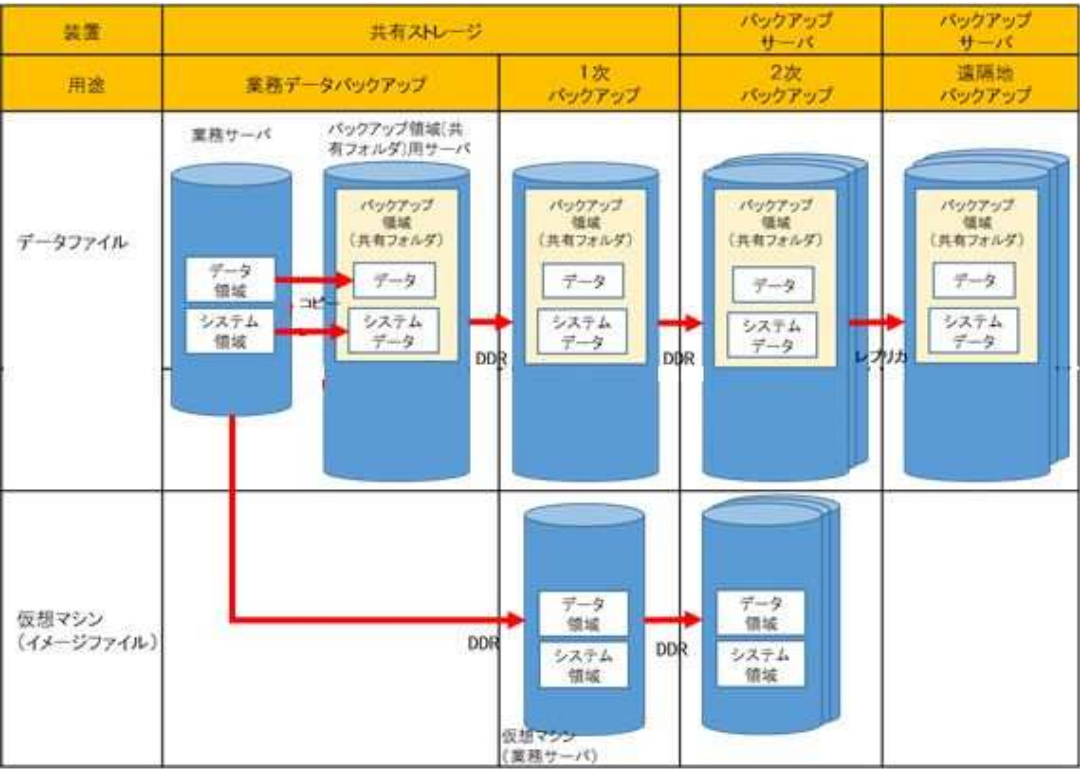 装置
共有ストレージ
バックアップ
サーバ
バックアップ
サーバ
用途
業務データバックアップ
1次
バックアップ
2次
バックアップ
遠隔地
バックアップ
データファイル
業務サーバ
バックアップ領域(共
有フォルダ)用サーバ
データ
領域
システム
領域
コピー
バックアップ
領域
(共有フォルダ)
データ
システム
データ
DDR
バックアップ
領域
(共有フォルダ)
データ
システム
データ
DDR
バックアップ
領域
(共有フォルダ)
データ
システム
データ
レプリカ
バックアップ
領域
(共有フォルダ)
データ
システム
データ
仮想マシン
(イメージファイル)
DDR
データ
領域
システム
領域
仮想マシン
(業務サーバ)
DDR
データ
領域
システム
領域